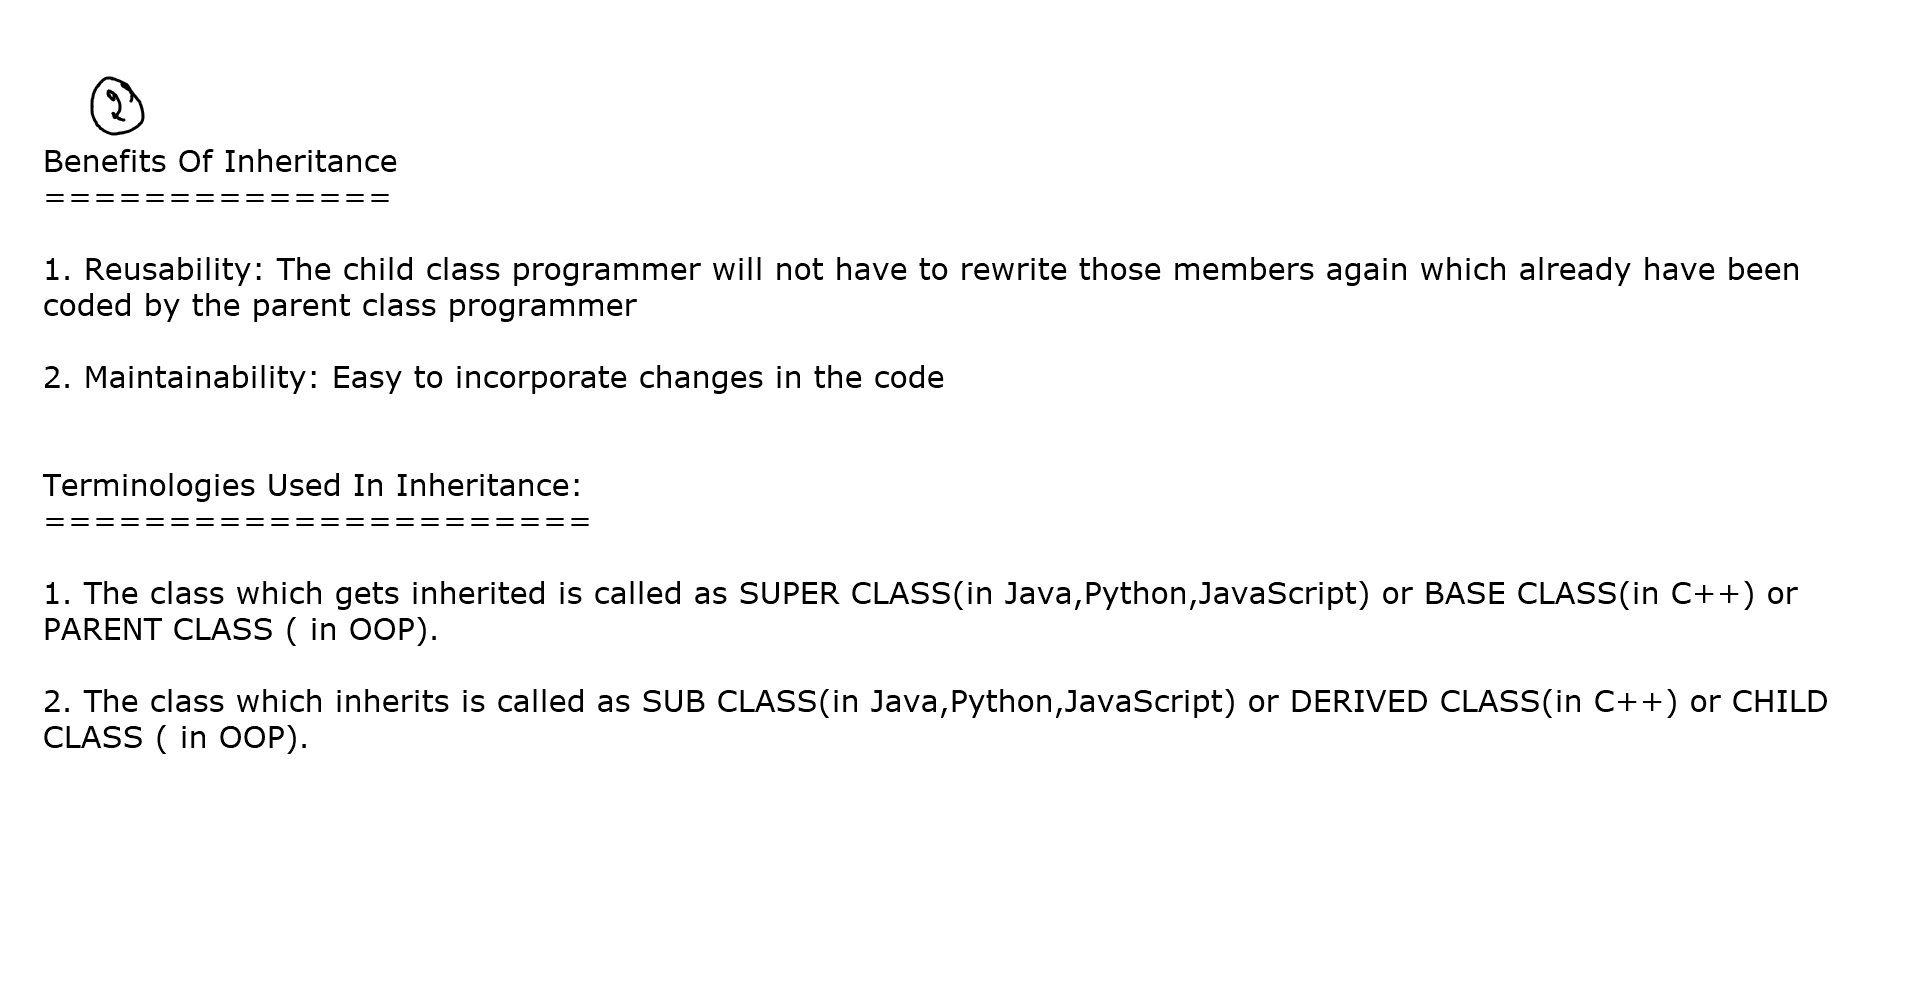 2
Benefits Of Inheritance
==============
1. Reusability: The child class programmer will not have to rewrite those members again which already have been
coded by the parent class programmer
2. Maintainability: Easy to incorporate changes in the code
Terminologies Used In Inheritance:
======================
1. The class which gets inherited is called as SUPER CLASS(in Java,Python,JavaScript) or BASE CLASS(in C++) or
PARENT CLASS ( in OOP).
2. The class which inherits is called as SUB CLASS(in Java,Python,JavaScript) or DERIVED CLASS(in C++) or CHILD
CLASS ( in OOP).